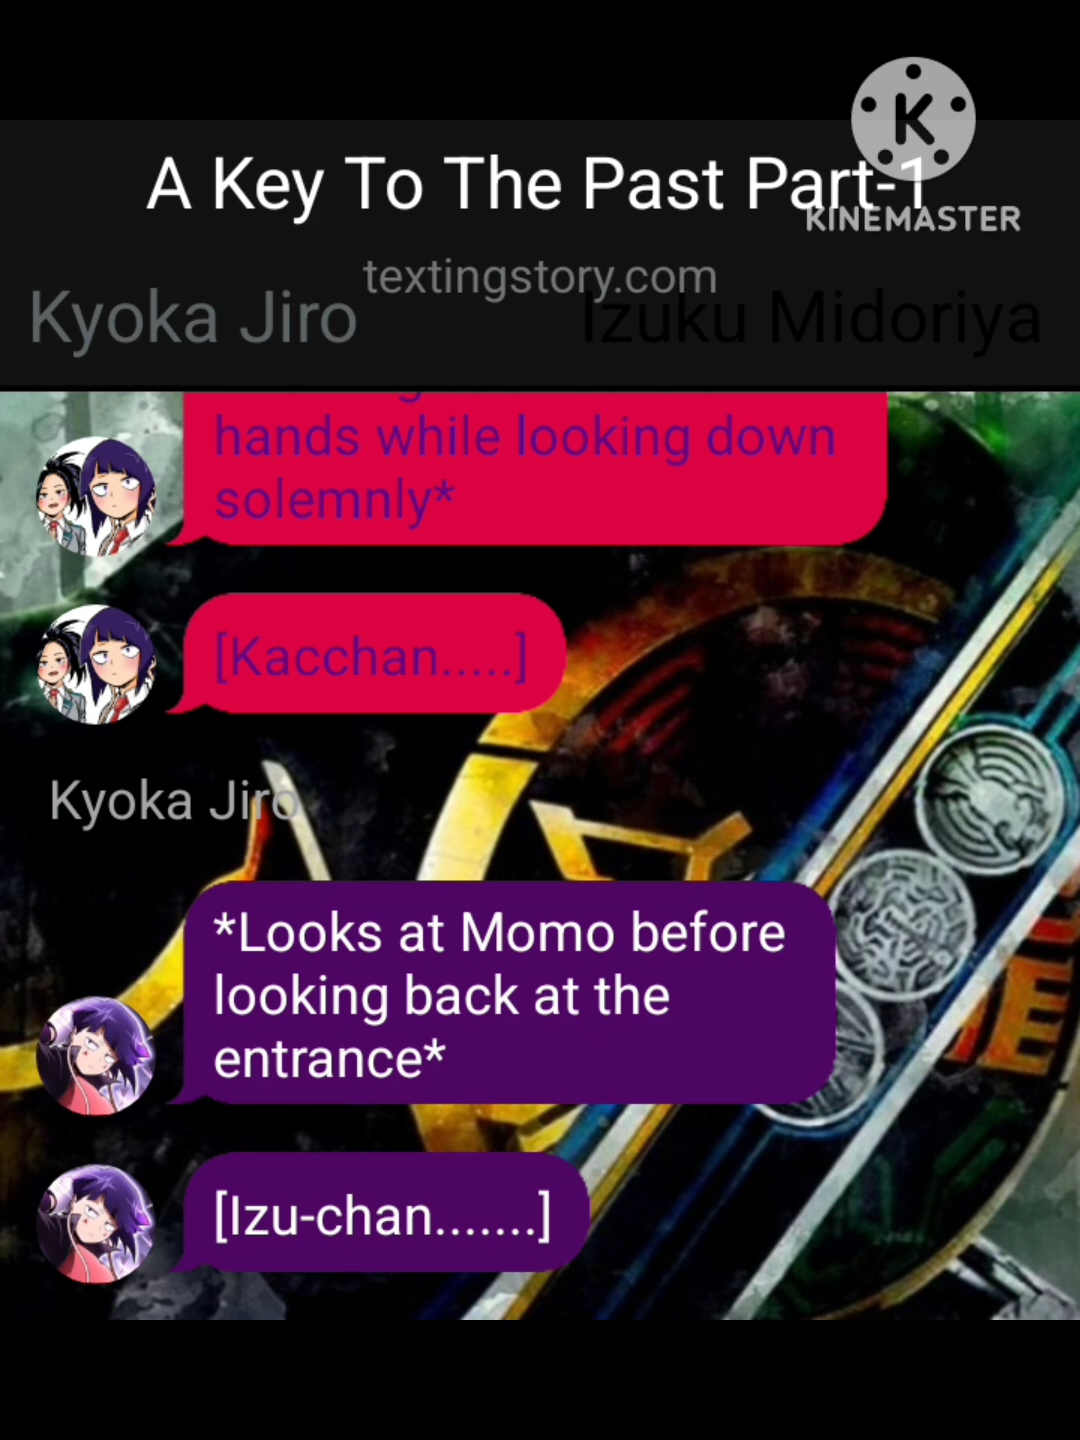 A Key To The Past Part-1
K
KINEMASTER
textingstory.com
Kyoka Jiro
Izuku Midoriya
hands while looking down
solemnly*
[Kacchan.....]
Kyoka Jiro
*Looks at Momo before
looking back at the
entrance*
[Izu-chan.......]